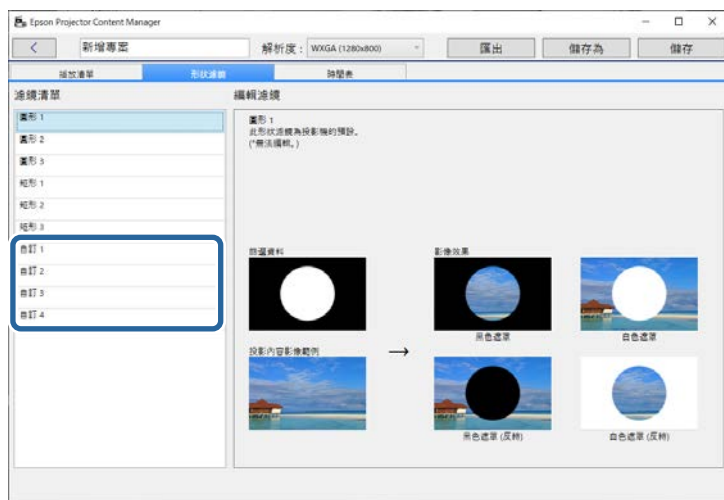 Epson Projector Content Manager
新增專案 解析度： WXGA (1280x800) 匯出 儲存為 儲存
播放清單 形狀濾鏡 時間表
濾鏡清單 編輯濾鏡
圓形 1
圓形 2
圓形 3
矩形 1
矩形 2
矩形 3
自訂 1
自訂 2
自訂 3
自訂 4
圓形 1
此形狀濾鏡為投影機的預設。
(*無法編輯。)
篩選資料 影像效果
黑色遮罩 白色遮罩
投影內容影像範例 →
黑色遮罩 (反轉) 白色遮罩 (反轉)